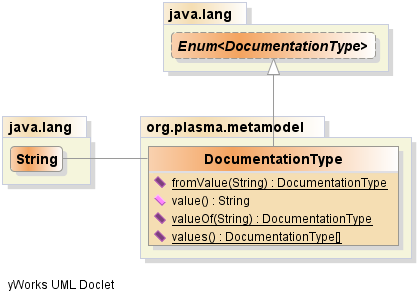 java.lang
Enum<DocumentationType>
java.lang
String
org.plasma.metamodel
DocumentationType
fromValue(String) : DocumentationType
value() : String
valueOf(String) : DocumentationType
values() : DocumentationType[]
yWorks UML Doclet